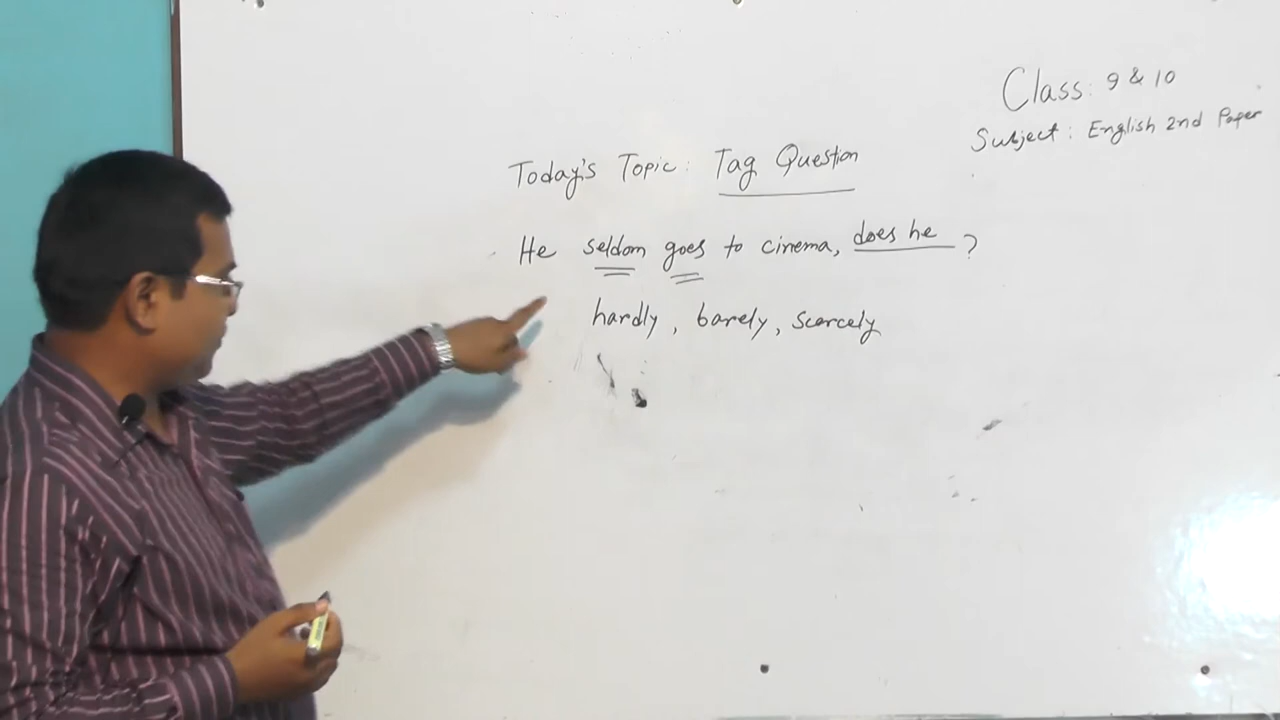 Class: 9 & 10
Subject: English 2nd Paper
Today's Topic: Tag Question
He seldom goes to cinema, does he ?
hardly, barely, scarcely